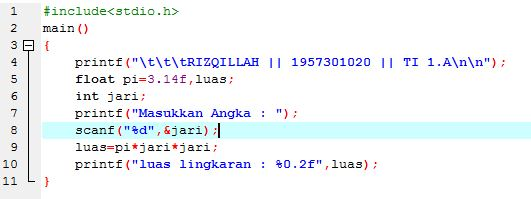 1 #include<stdio.h>
2 main()
3 {
4 printf("\t\t\tRIZQILLAH || 1957301020 || TI 1.A\n\n");
5 float pi=3.14f,luas;
6 int jari;
7 printf("Masukkan Angka : ");
8 scanf("%d",&jari);
9 luas=pi*jari*jari;
10 printf("luas lingkaran : %0.2f",luas);
11 }